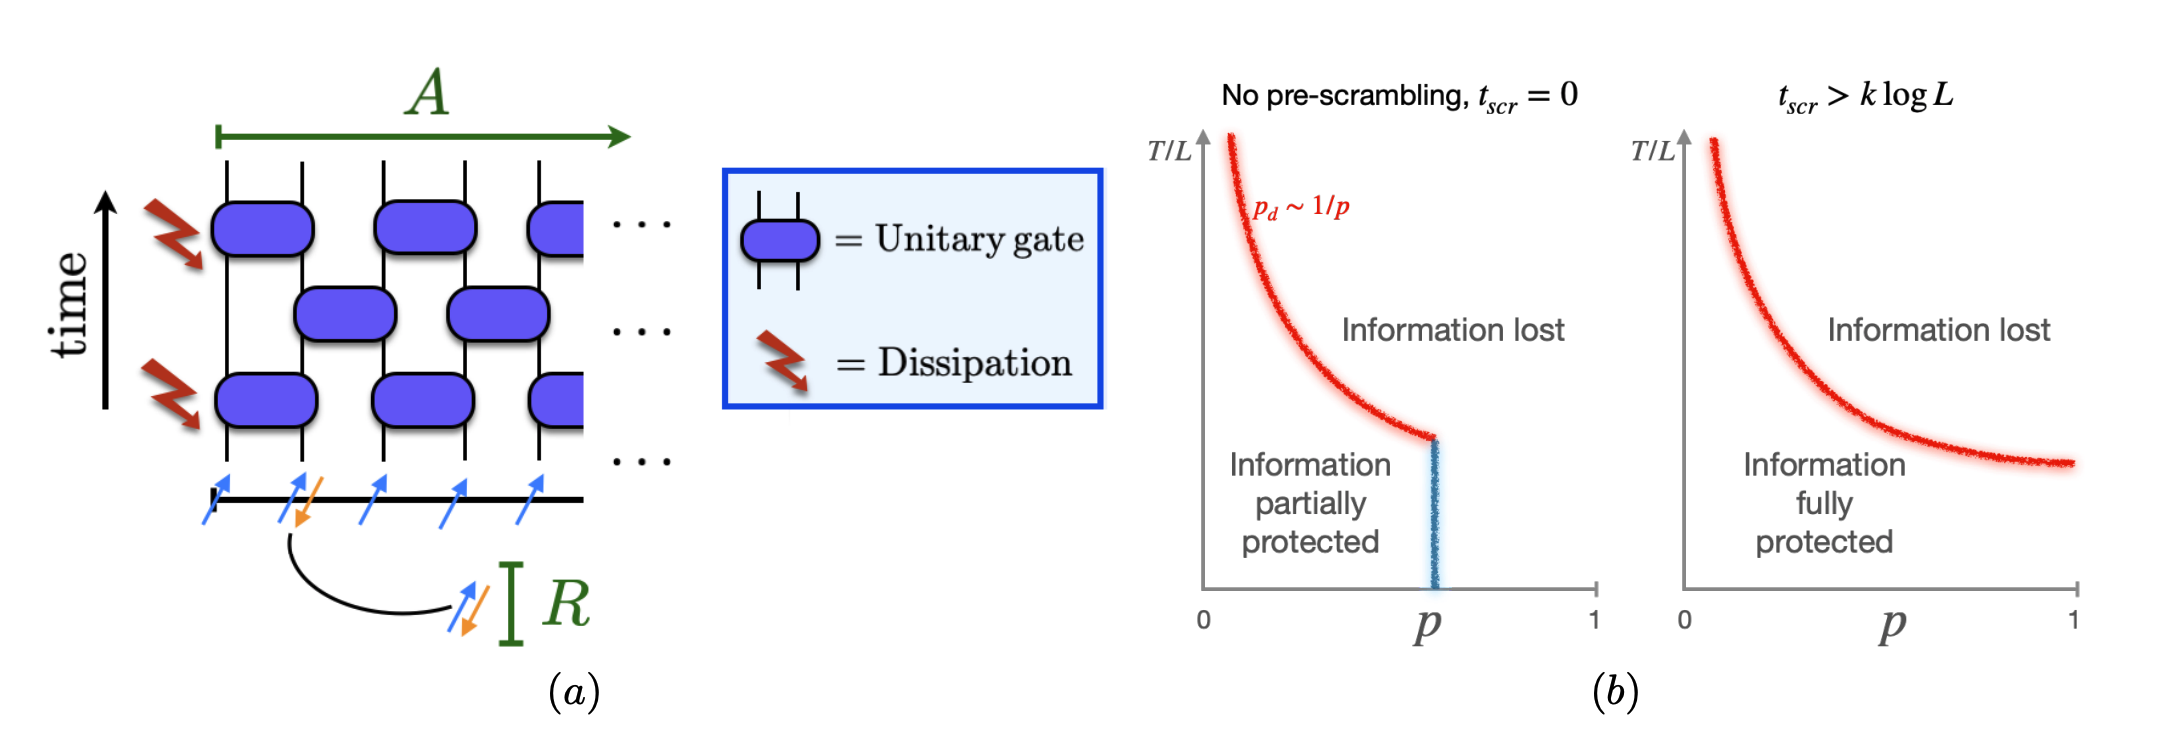 A
time
R
(a)
= Unitary gate
= Dissipation
No pre-scrambling, t_{scr} = 0
T/L
p_d ~ 1/p
Information lost
Information
partially
protected
0
p
1
t_{scr} > k log L
T/L
Information lost
Information
fully
protected
0
p
1
(b)